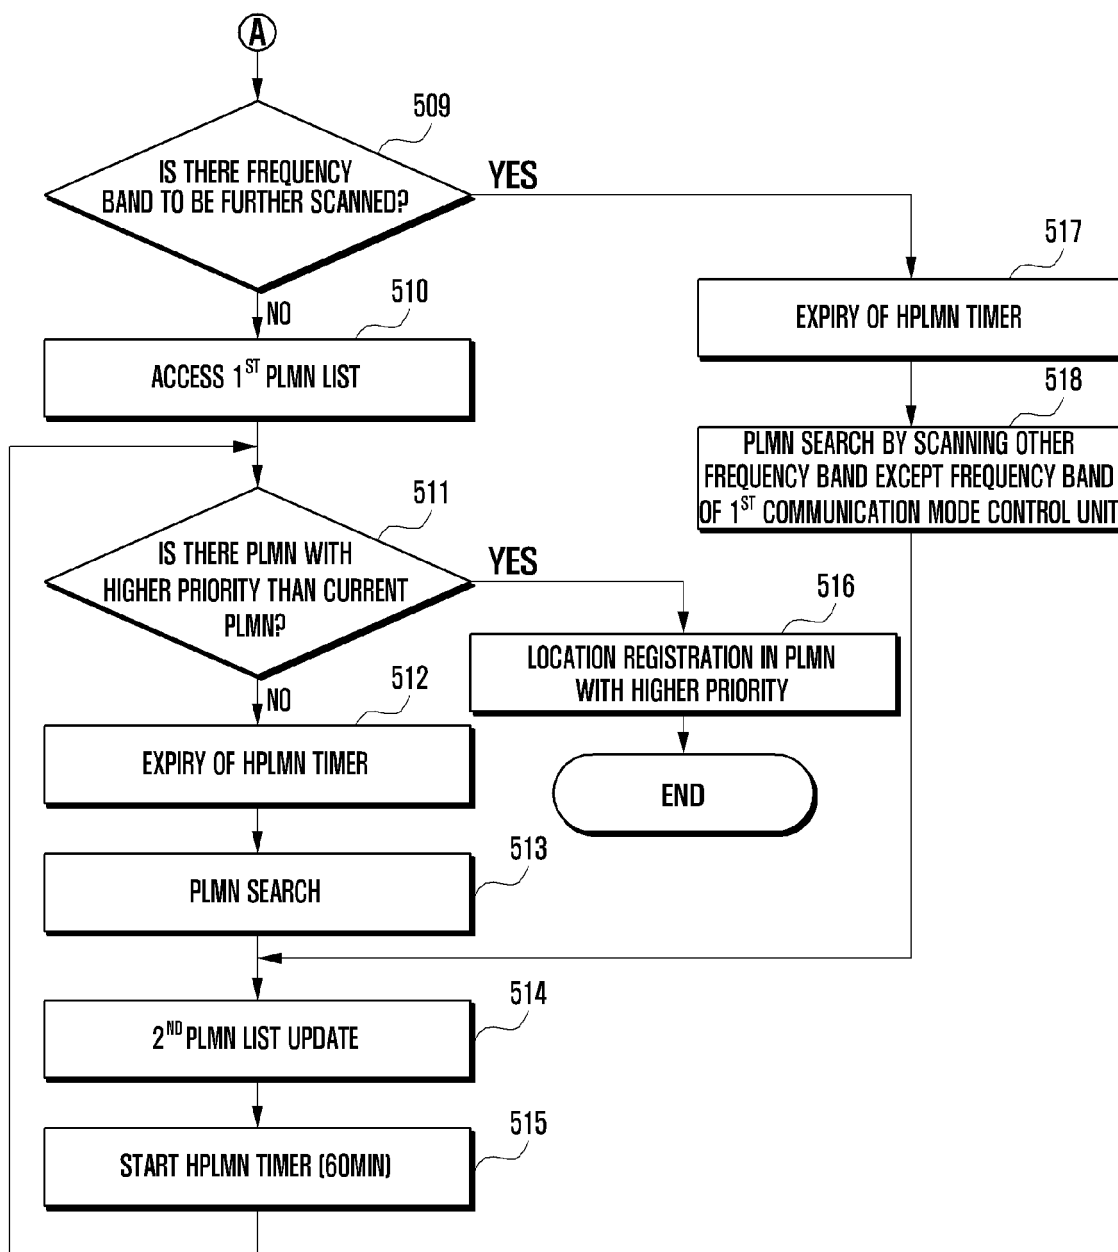 A
509
IS THERE FREQUENCY
BAND TO BE FURTHER SCANNED?
YES
517
EXPIRY OF HPLMN TIMER
NO
510
ACCESS 1ST PLMN LIST
518
PLMN SEARCH BY SCANNING OTHER
FREQUENCY BAND EXCEPT FREQUENCY BAND
OF 1ST COMMUNICATION MODE CONTROL UNIT
511
IS THERE PLMN WITH
HIGHER PRIORITY THAN CURRENT
PLMN?
YES
516
LOCATION REGISTRATION IN PLMN
WITH HIGHER PRIORITY
END
NO
512
EXPIRY OF HPLMN TIMER
513
PLMN SEARCH
514
2ND PLMN LIST UPDATE
515
START HPLMN TIMER (60MIN)